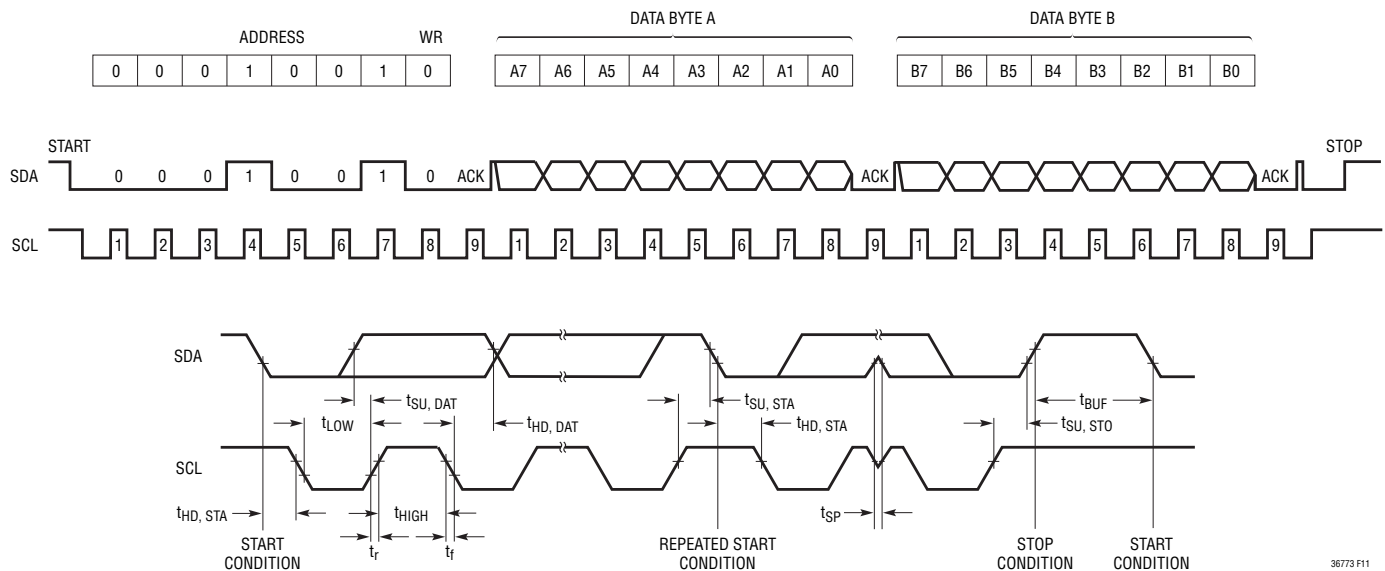 DATA BYTE A DATA BYTE B
ADDRESS WR
0 0 0 1 0 0 1 0 A7 A6 A5 A4 A3 A2 A1 A0 B7 B6 B5 B4 B3 B2 B1 B0
START STOP
SDA 0 0 0 1 0 0 1 0 ACK ACK ACK
SCL 1 2 3 4 5 6 7 8 9 1 2 3 4 5 6 7 8 9 1 2 3 4 5 6 7 8 9
SDA
tSU, DAT tSU, STA tBUF
tLOW tHD, DAT tHD, STA tSU, STO
SCL
tHD, STA tHIGH tSP
tr tf
START CONDITION
REPEATED START CONDITION
STOP CONDITION
START CONDITION
36773 F11